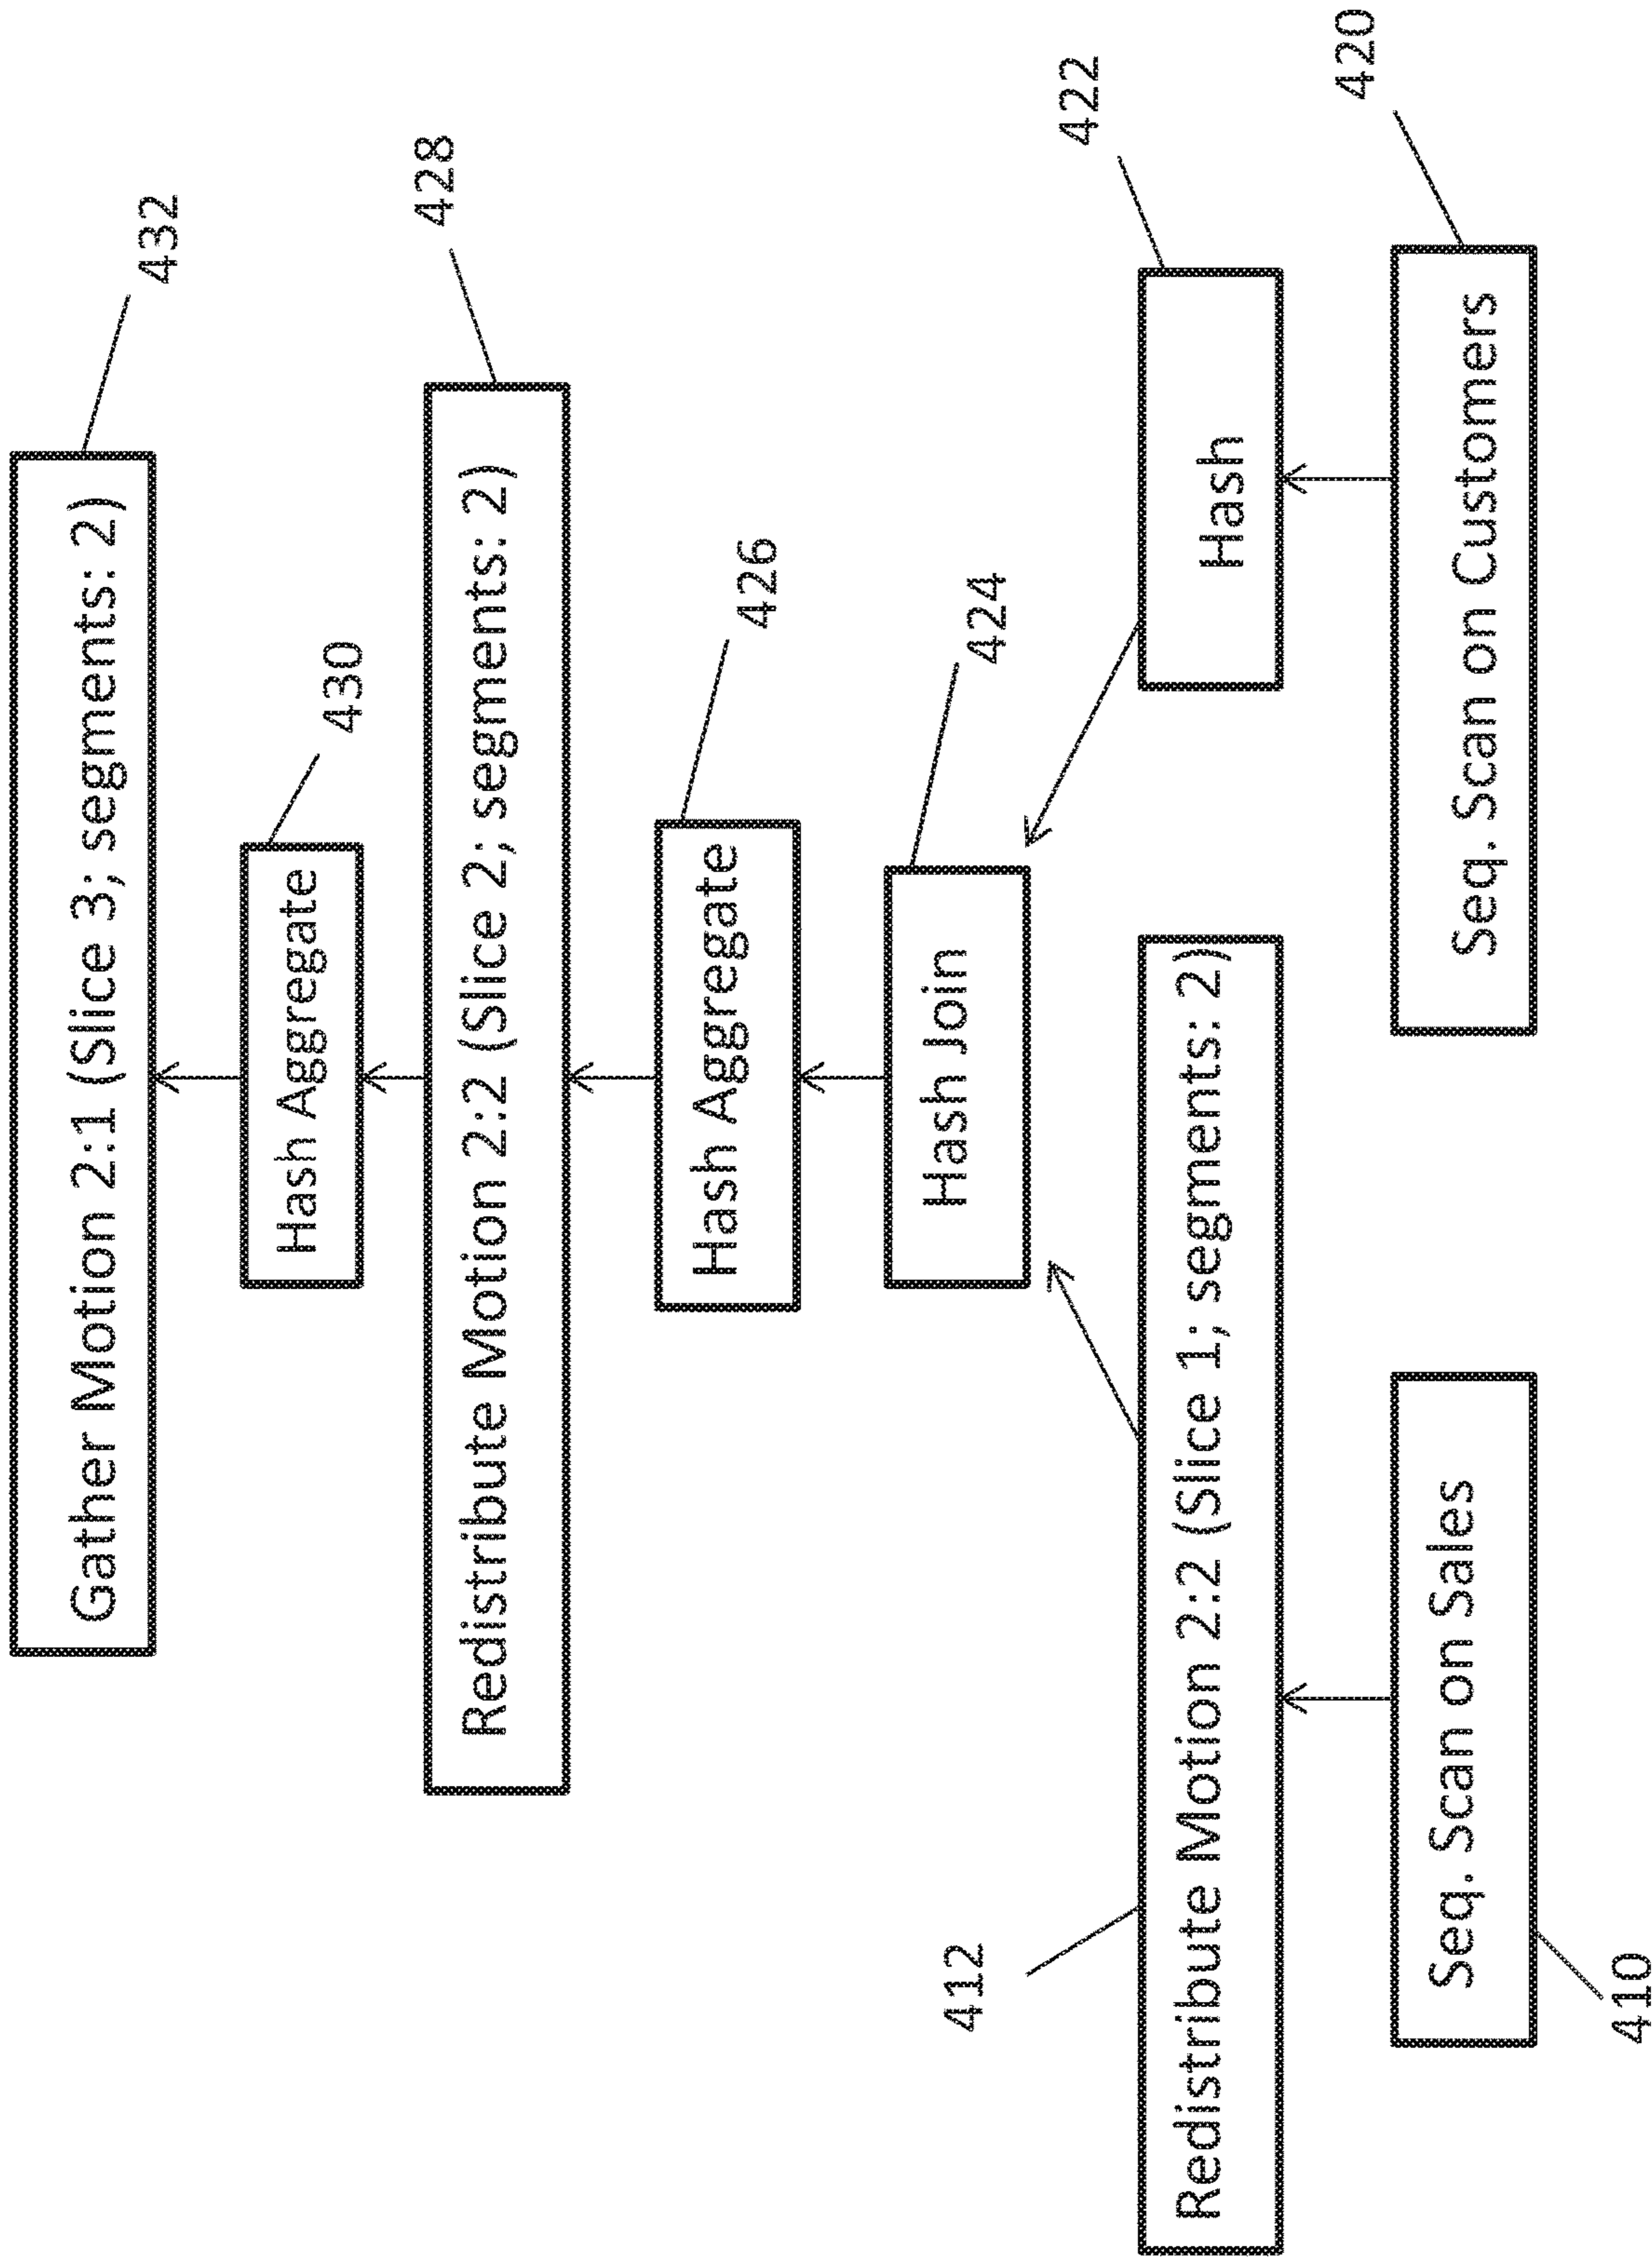 Gather Motion 2:1 (Slice 3; segments: 2)
432
Hash Aggregate
430
Redistribute Motion 2:2 (Slice 2; segments: 2)
428
Hash Aggregate
426
Hash Join
424
412
Redistribute Motion 2:2 (Slice 1; segments: 2)
Hash
422
Seq. Scan on Sales
410
Seq. Scan on Customers
420